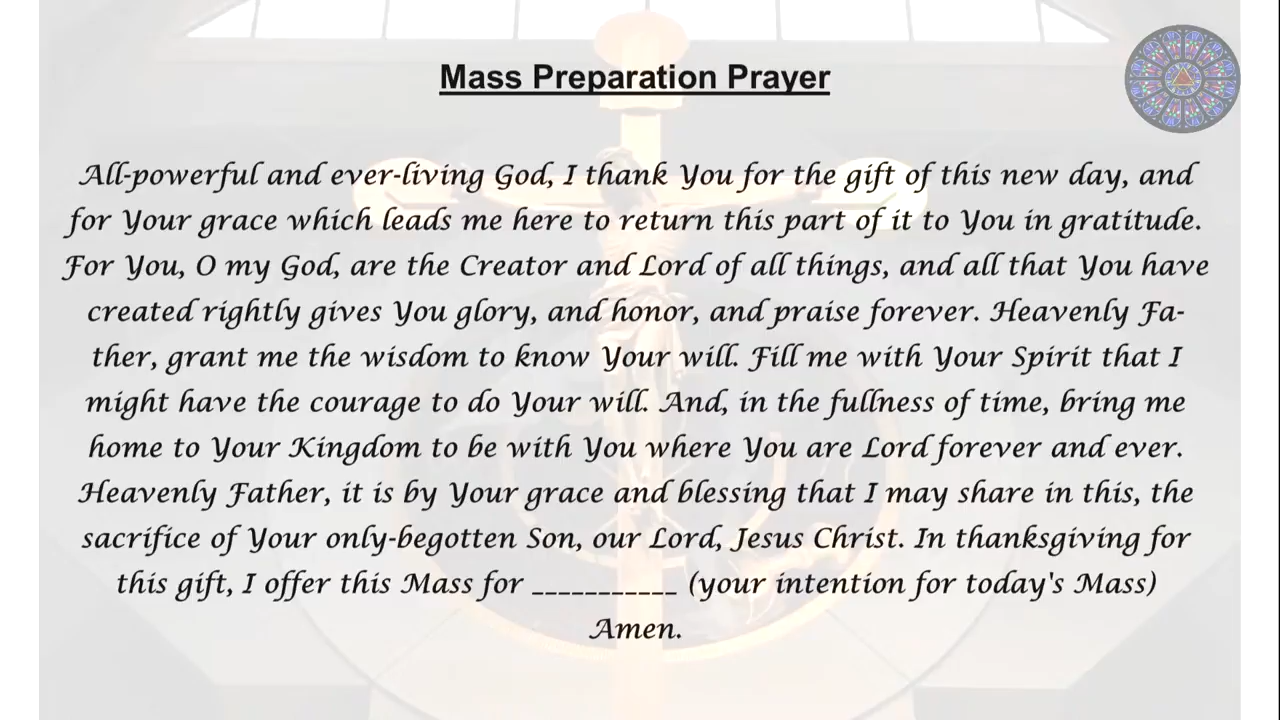 Mass Preparation Prayer
All-powerful and ever-living God, I thank You for the gift of this new day, and
for Your grace which leads me here to return this part of it to You in gratitude.
For You, O my God, are the Creator and Lord of all things, and all that You have
created rightly gives You glory, and honor, and praise forever. Heavenly Fa-
ther, grant me the wisdom to know Your will. Fill me with Your Spirit that I
might have the courage to do Your will. And, in the fullness of time, bring me
home to Your Kingdom to be with You where You are Lord forever and ever.
Heavenly Father, it is by Your grace and blessing that I may share in this, the
sacrifice of Your only-begotten Son, our Lord, Jesus Christ. In thanksgiving for
this gift, I offer this Mass for ___________ (your intention for today's Mass)
Amen.